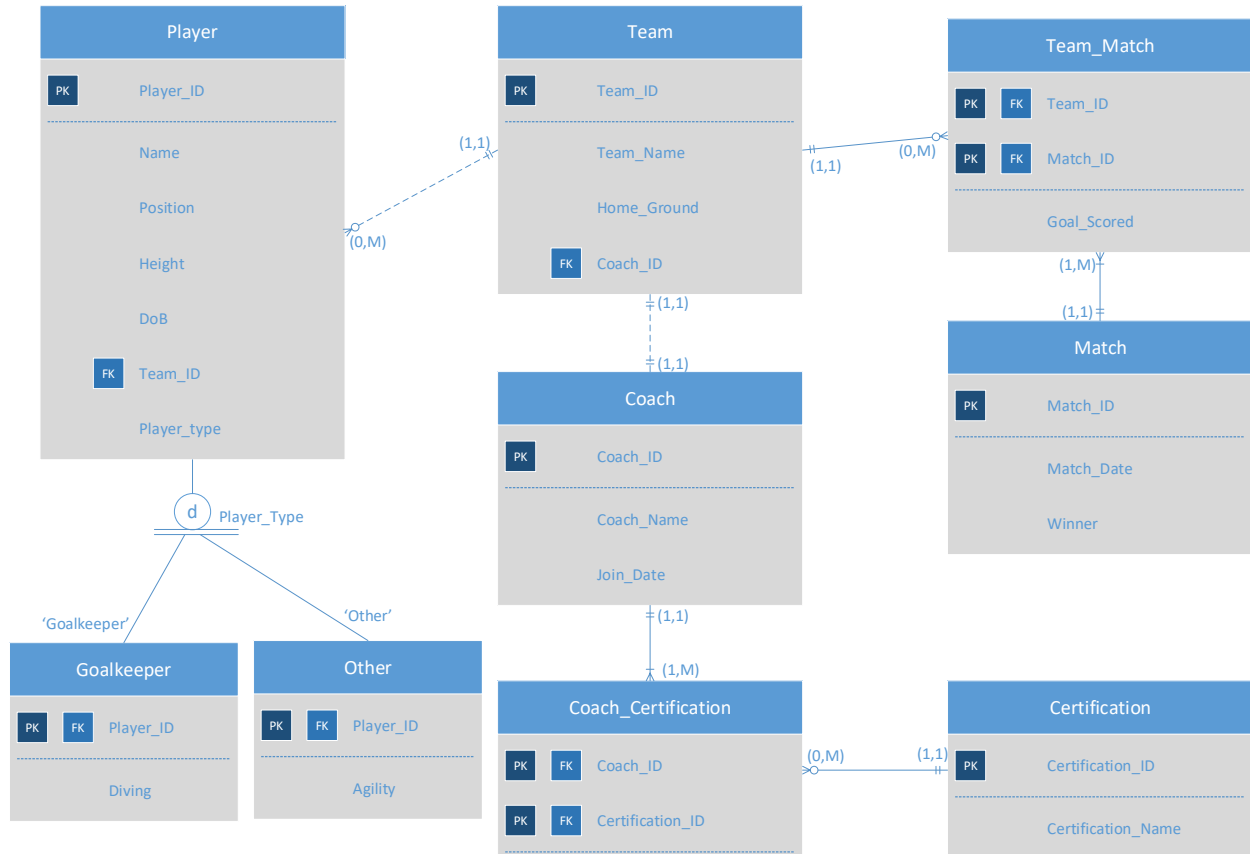 Player
PK Player_ID
Name
Position
Height
DoB
FK Team_ID
Player_type
d
Player_Type
'Goalkeeper'
'Other'
Goalkeeper
PK FK Player_ID
Diving
Other
PK FK Player_ID
Agility
(1,1)
(0,M)
Team
PK Team_ID
Team_Name
Home_Ground
FK Coach_ID
(1,1)
(1,1)
Coach
PK Coach_ID
Coach_Name
Join_Date
(1,1)
(1,M)
Coach_Certification
PK FK Coach_ID
PK FK Certification_ID
(1,1)
(0,M)
Team_Match
PK FK Team_ID
PK FK Match_ID
Goal_Scored
(1,M)
(1,1)
Match
PK Match_ID
Match_Date
Winner
(0,M)
(1,1)
Certification
PK Certification_ID
Certification_Name